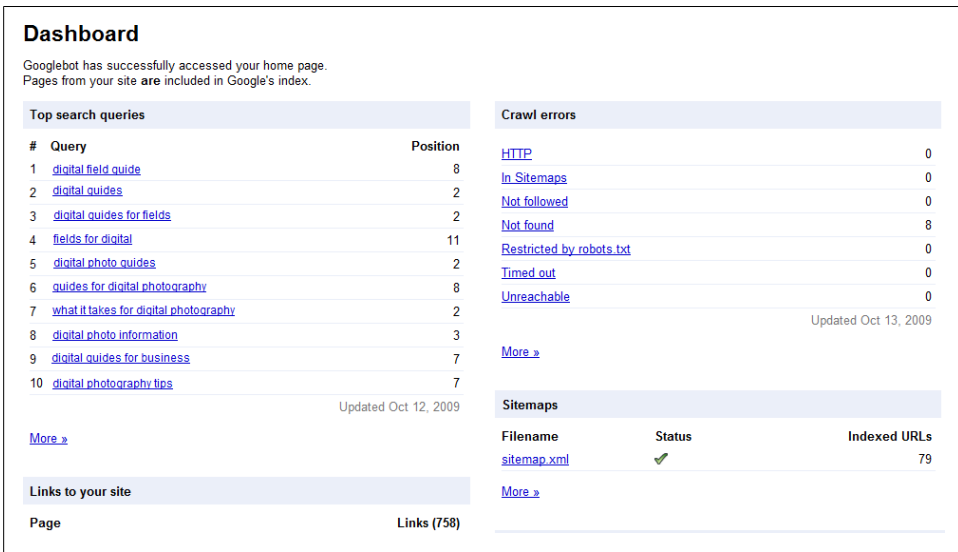 Dashboard
Googlebot has successfully accessed your home page.
Pages from your site are included in Google's index.
Top search queries
# Query Position
1 digital field guide 8
2 digital guides 2
3 digital guides for fields 2
4 fields for digital 11
5 digital photo guides 2
6 guides for digital photography 8
7 what it takes for digital photography 2
8 digital photo information 3
9 digital guides for business 7
10 digital photography tips 7
Updated Oct 12, 2009
More »
Links to your site
Page Links (758)
Crawl errors
HTTP 0
In Sitemaps 0
Not followed 0
Not found 8
Restricted by robots.txt 0
Timed out 0
Unreachable 0
Updated Oct 13, 2009
More »
Sitemaps
Filename Status Indexed URLs
sitemap.xml 79
More »